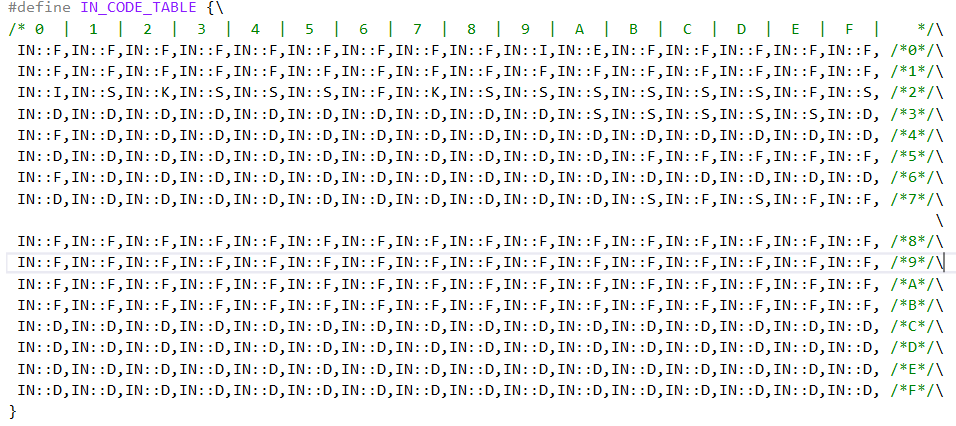 #define IN_CODE_TABLE {\
/* 0 | 1 | 2 | 3 | 4 | 5 | 6 | 7 | 8 | 9 | A | B | C | D | E | F | */\
IN::F,IN::F,IN::F,IN::F,IN::F,IN::F,IN::F,IN::F,IN::F,IN::I,IN::E,IN::F,IN::F,IN::F,IN::F,IN::F, /*0*/\
IN::F,IN::F,IN::F,IN::F,IN::F,IN::F,IN::F,IN::F,IN::F,IN::F,IN::F,IN::F,IN::F,IN::F,IN::F,IN::F, /*1*/\
IN::I,IN::S,IN::K,IN::S,IN::S,IN::S,IN::F,IN::K,IN::S,IN::S,IN::S,IN::S,IN::S,IN::S,IN::F,IN::S, /*2*/\
IN::D,IN::D,IN::D,IN::D,IN::D,IN::D,IN::D,IN::D,IN::D,IN::D,IN::S,IN::S,IN::S,IN::S,IN::S,IN::D, /*3*/\
IN::F,IN::D,IN::D,IN::D,IN::D,IN::D,IN::D,IN::D,IN::D,IN::D,IN::D,IN::D,IN::D,IN::D,IN::D,IN::D, /*4*/\
IN::D,IN::D,IN::D,IN::D,IN::D,IN::D,IN::D,IN::D,IN::D,IN::D,IN::D,IN::F,IN::F,IN::F,IN::F,IN::F, /*5*/\
IN::F,IN::D,IN::D,IN::D,IN::D,IN::D,IN::D,IN::D,IN::D,IN::D,IN::D,IN::D,IN::D,IN::D,IN::D,IN::D, /*6*/\
IN::D,IN::D,IN::D,IN::D,IN::D,IN::D,IN::D,IN::D,IN::D,IN::D,IN::D,IN::S,IN::F,IN::S,IN::F,IN::F, /*7*/\
\
IN::F,IN::F,IN::F,IN::F,IN::F,IN::F,IN::F,IN::F,IN::F,IN::F,IN::F,IN::F,IN::F,IN::F,IN::F,IN::F, /*8*/\
IN::F,IN::F,IN::F,IN::F,IN::F,IN::F,IN::F,IN::F,IN::F,IN::F,IN::F,IN::F,IN::F,IN::F,IN::F,IN::F, /*9*/\
IN::F,IN::F,IN::F,IN::F,IN::F,IN::F,IN::F,IN::F,IN::F,IN::F,IN::F,IN::F,IN::F,IN::F,IN::F,IN::F, /*A*/\
IN::F,IN::F,IN::F,IN::F,IN::F,IN::F,IN::F,IN::F,IN::F,IN::F,IN::F,IN::F,IN::F,IN::F,IN::F,IN::F, /*B*/\
IN::D,IN::D,IN::D,IN::D,IN::D,IN::D,IN::D,IN::D,IN::D,IN::D,IN::D,IN::D,IN::D,IN::D,IN::D,IN::D, /*C*/\
IN::D,IN::D,IN::D,IN::D,IN::D,IN::D,IN::D,IN::D,IN::D,IN::D,IN::D,IN::D,IN::D,IN::D,IN::D,IN::D, /*D*/\
IN::D,IN::D,IN::D,IN::D,IN::D,IN::D,IN::D,IN::D,IN::D,IN::D,IN::D,IN::D,IN::D,IN::D,IN::D,IN::D, /*E*/\
IN::D,IN::D,IN::D,IN::D,IN::D,IN::D,IN::D,IN::D,IN::D,IN::D,IN::D,IN::D,IN::D,IN::D,IN::D,IN::D, /*F*/\
}